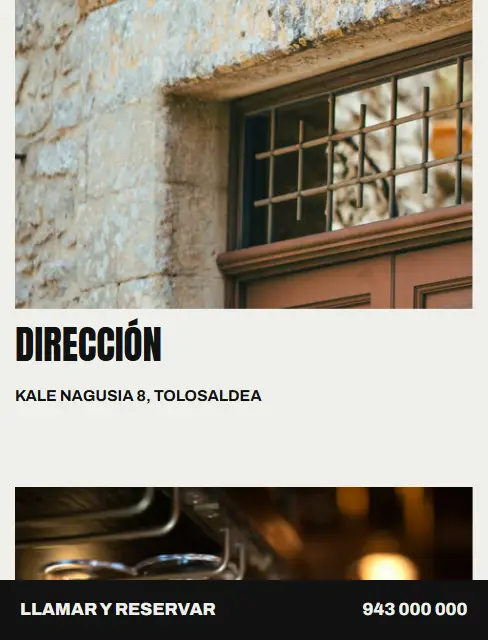 DIRECCIÓN
KALE NAGUSIA 8, TOLOSALDEA
LLAMAR Y RESERVAR
943 000 000